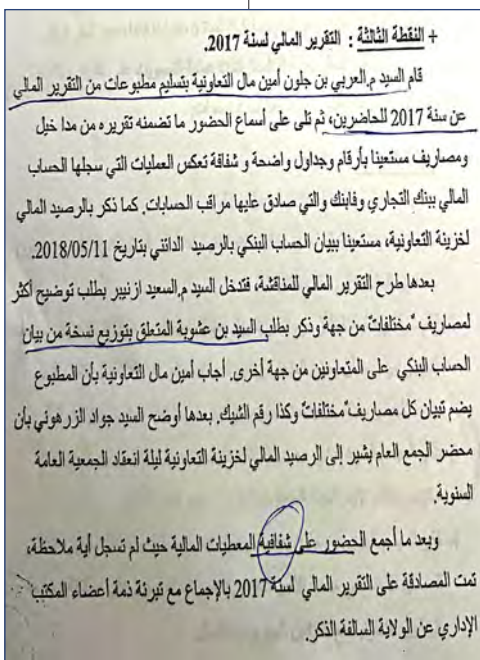 + النقطة الثالثة : التقرير المالي لسنة 2017.
قام السيد م.العربي بن جلون أمين مال التعاونية بتسليم مطبوعات من التقرير المالي
عن سنة 2017 للحاضرين، ثم تلى على أسماع الحضور ما تضمنه تقريره من مدا خيل
ومصاريف مستعينا بأرقام وجداول واضحة و شفافة تعكس العمليات التي سجلها الحساب
المالي ببنك التجاري وفابنك والتي صادق عليها مراقب الحسابات. كما ذكر بالرصيد المالي
لخزينة التعاونية، مستعينا ببيان الحساب البنكي بالرصيد الدائني بتاريخ 2018/05/11.
بعدها طرح التقرير المالي للمناقشة، فتدخل السيد م.السعيد ازنيبر بطلب توضيح أكثر
لمصاريف "مختلفات" من جهة وذكر بطلب السيد بن عشوبة المتعلق بتوزيع نسخة من بيان
الحساب البنكي على المتعاونين من جهة أخرى. أجاب أمين مال التعاونية بأن المطبوع
يضم تبيان كل مصاريف "مختلفات" وكذا رقم الشيك. بعدها أوضح السيد جواد الزرهوني بأن
محضر الجمع العام يشير إلى الرصيد المالي لخزينة التعاونية ليلة انعقاد الجمعية العامة
السنوية.
وبعد ما أجمع الحضور على شفافية المعطيات المالية حيث لم تسجل أية ملاحظة،
تمت المصادقة على التقرير المالي لسنة 2017 بالإجماع مع تبرئة ذمة أعضاء المكتب
الإداري عن الولاية السالفة الذكر.